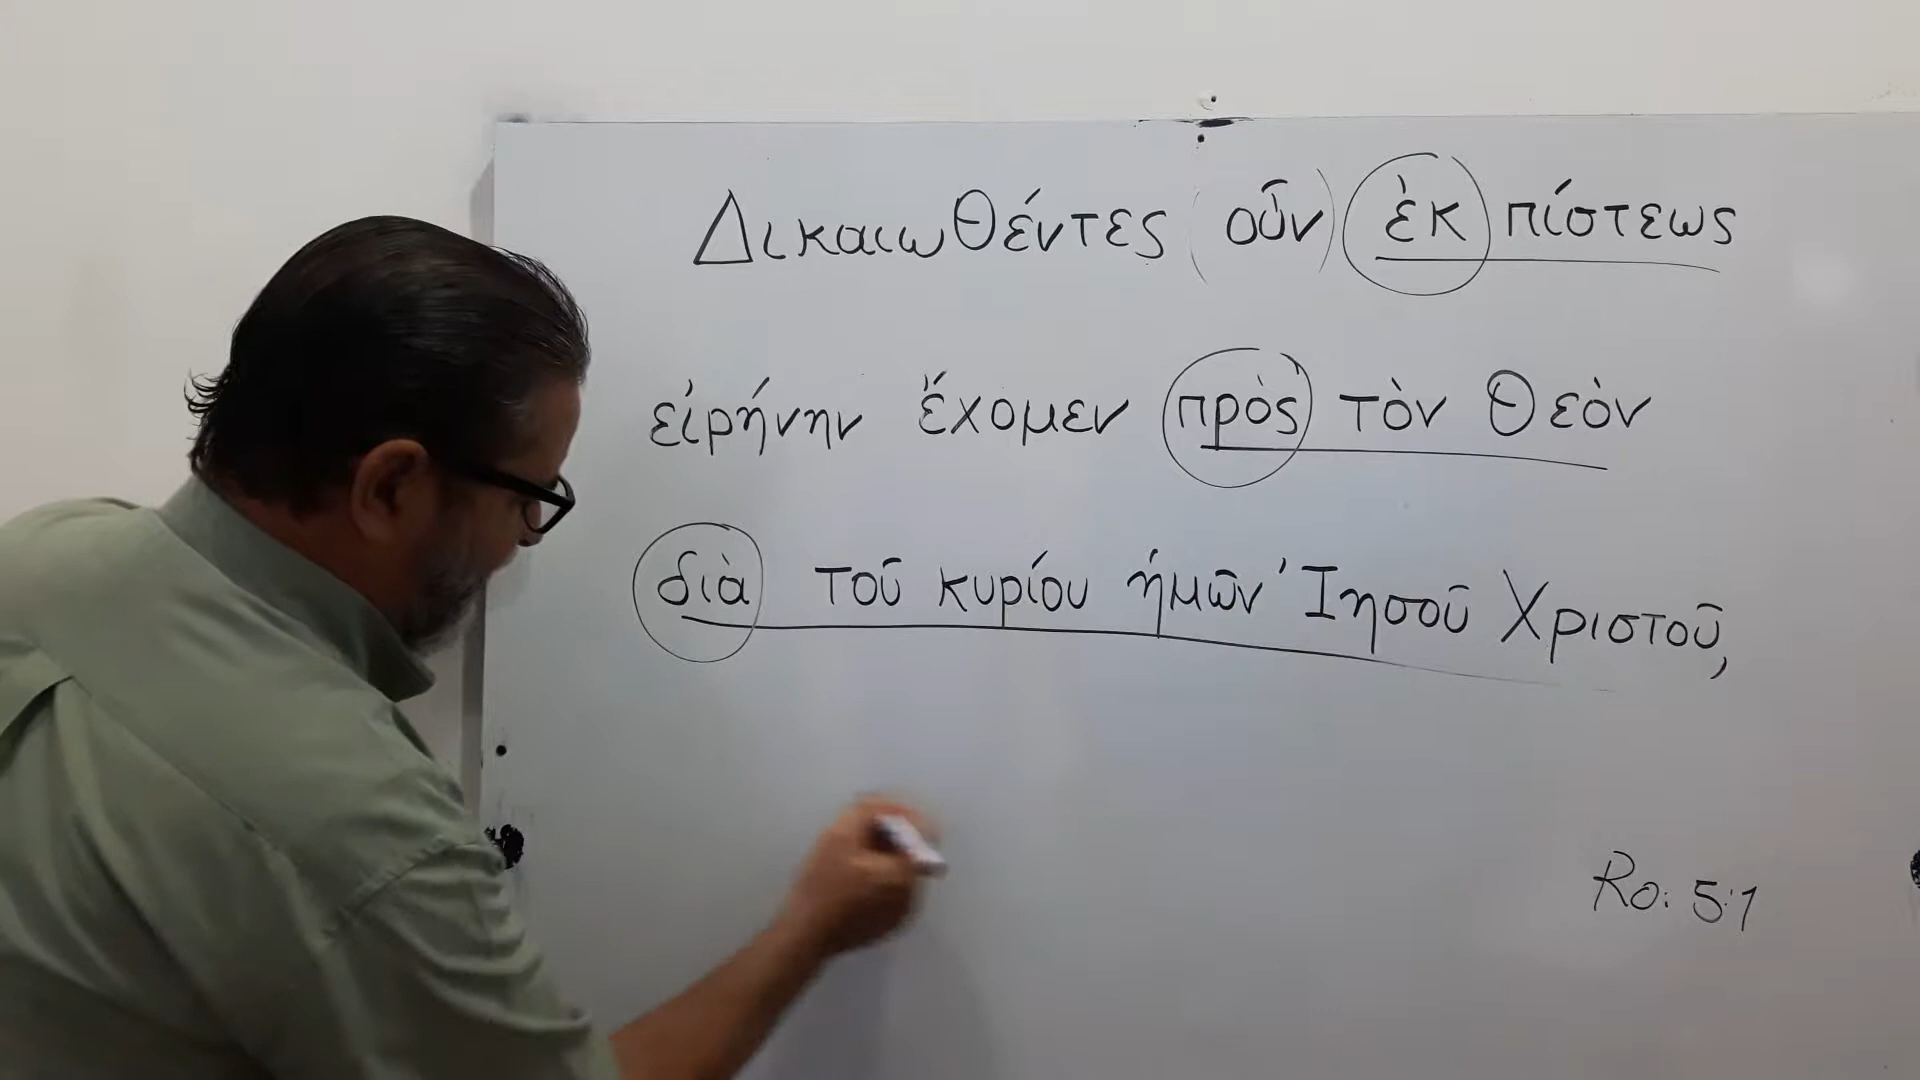 Δικαιωθέντες (οὖν) ἐκ πίστεως
εἰρήνην ἔχομεν πρὸς τὸν Θεὸν
διὰ τοῦ κυρίου ἡμῶν Ἰησοῦ Χριστοῦ,
Ro: 5:1